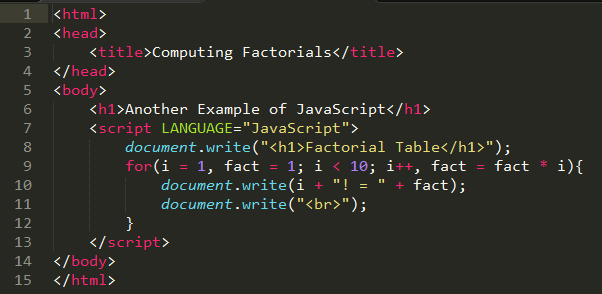 1 <html>
2 <head>
3     <title>Computing Factorials</title>
4 </head>
5 <body>
6     <h1>Another Example of JavaScript</h1>
7     <script LANGUAGE="JavaScript">
8         document.write("<h1>Factorial Table</h1>");
9         for(i = 1, fact = 1; i < 10; i++, fact = fact * i){
10             document.write(i + "! = " + fact);
11             document.write("<br>");
12         }
13     </script>
14 </body>
15 </html>